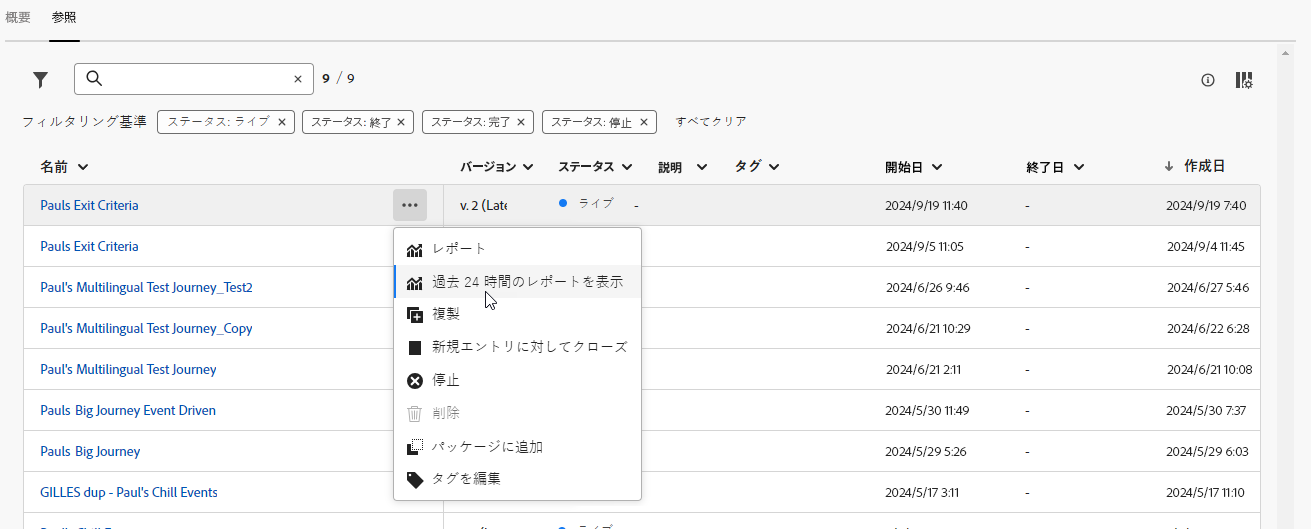 概要 参照
9 / 9
フィルタリング基準 ステータス: ライブ ステータス: 終了 ステータス: 完了 ステータス: 停止 すべてクリア
名前 バージョン ステータス 説明 タグ 開始日 終了日 作成日
Pauls Exit Criteria v. 2 (Late ライブ - 2024/9/19 11:40 - 2024/9/19 7:40
Pauls Exit Criteria 2024/9/5 11:05 - 2024/9/4 11:45
Paul's Multilingual Test Journey_Test2 2024/6/26 9:46 - 2024/6/27 5:46
Paul's Multilingual Test Journey_Copy 2024/6/21 10:29 - 2024/6/22 6:28
Paul's Multilingual Test Journey 2024/6/21 2:11 - 2024/6/21 10:08
Pauls Big Journey Event Driven 2024/5/30 11:49 - 2024/5/30 7:37
Pauls Big Journey 2024/5/29 5:26 - 2024/5/29 6:03
GILLES dup - Paul's Chill Events 2024/5/17 3:11 - 2024/5/17 11:10
ライブ
レポート
過去 24 時間のレポートを表示
複製
新規エントリに対してクローズ
停止
削除
パッケージに追加
タグを編集